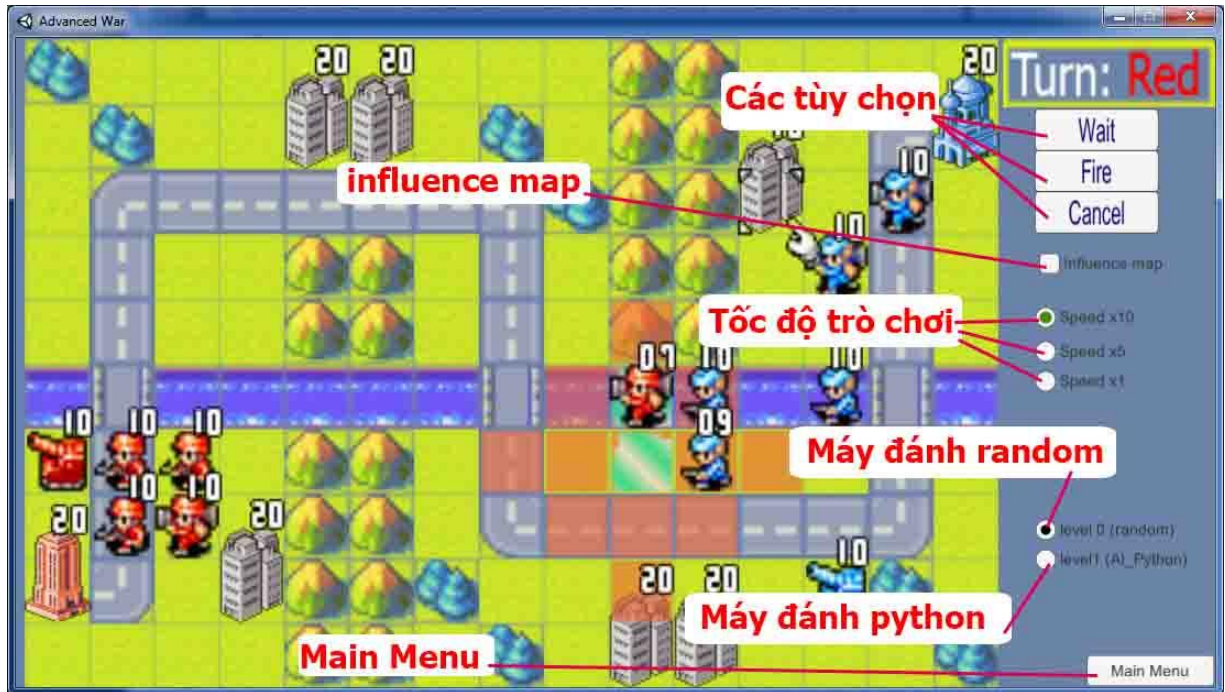 Advanced War
20 20
20
Turn: Red
Các tùy chọn
Wait
10
Fire
influence map
Cancel
10
influence map
Tốc độ trò chơi
Speed x10
07 10 10
Speed x5
Speed x1
10 10 10
09
Máy đánh random
10 10
20
20
level 0 (random)
10
level1 (AI_Python)
20 20
Máy đánh python
Main Menu
Main Menu